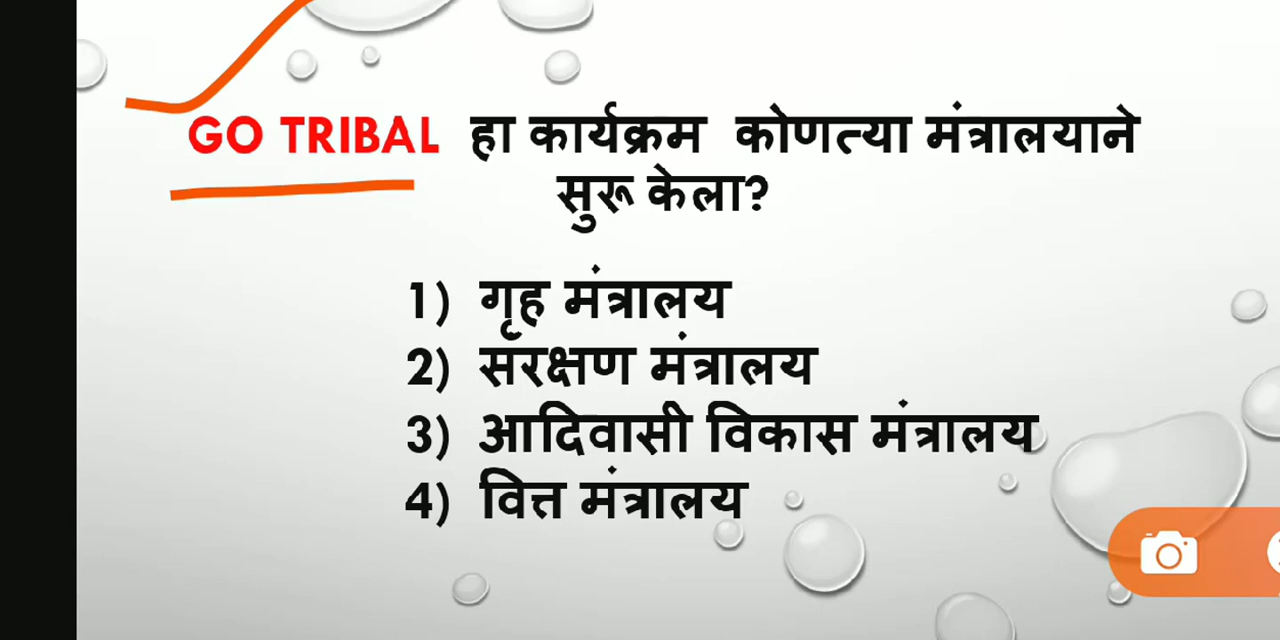 GO TRIBAL हा कार्यक्रम कोणत्या मंत्रालयाने
सुरू केला?
1) गृह मंत्रालय
2) संरक्षण मंत्रालय
3) आदिवासी विकास मंत्रालय
4) वित्त मंत्रालय